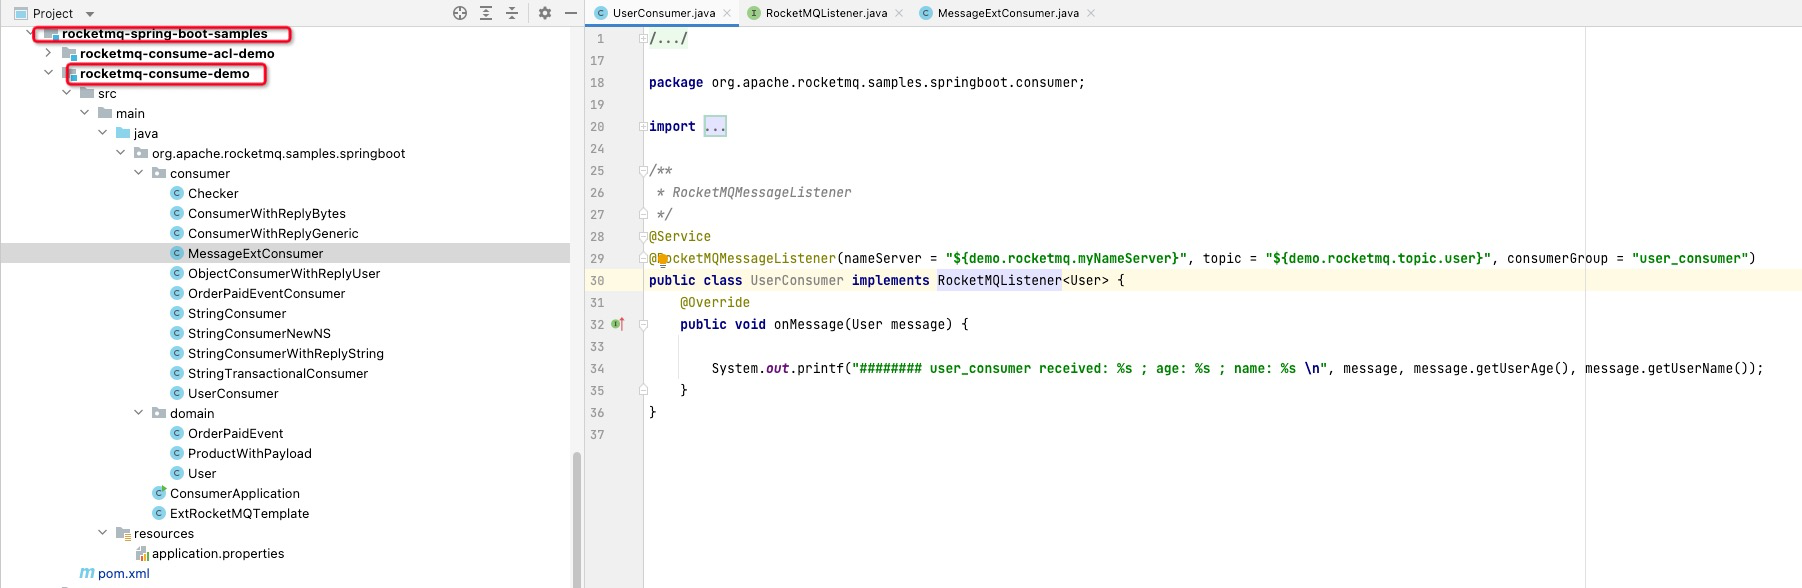 Project
rocketmq-spring-boot-samples
rocketmq-consume-acl-demo
rocketmq-consume-demo
src
main
java
org.apache.rocketmq.samples.springboot
consumer
Checker
ConsumerWithReplyBytes
ConsumerWithReplyGeneric
MessageExtConsumer
ObjectConsumerWithReplyUser
OrderPaidEventConsumer
StringConsumer
StringConsumerNewNS
StringConsumerWithReplyString
StringTransactionalConsumer
UserConsumer
domain
OrderPaidEvent
ProductWithPayload
User
ConsumerApplication
ExtRocketMQTemplate
resources
application.properties
pom.xml
UserConsumer.java RocketMQListener.java MessageExtConsumer.java
1 /.../
17
18 package org.apache.rocketmq.samples.springboot.consumer;
19
20 import ...
24
25 /**
26 * RocketMQMessageListener
27 */
28 @Service
29 @RocketMQMessageListener(nameServer = "${demo.rocketmq.myNameServer}", topic = "${demo.rocketmq.topic.user}", consumerGroup = "user_consumer")
30 public class UserConsumer implements RocketMQListener<User> {
31 @Override
32 public void onMessage(User message) {
33
34 System.out.printf("######## user_consumer received: %s ; age: %s ; name: %s \n", message, message.getUserAge(), message.getUserName());
35 }
36 }
37